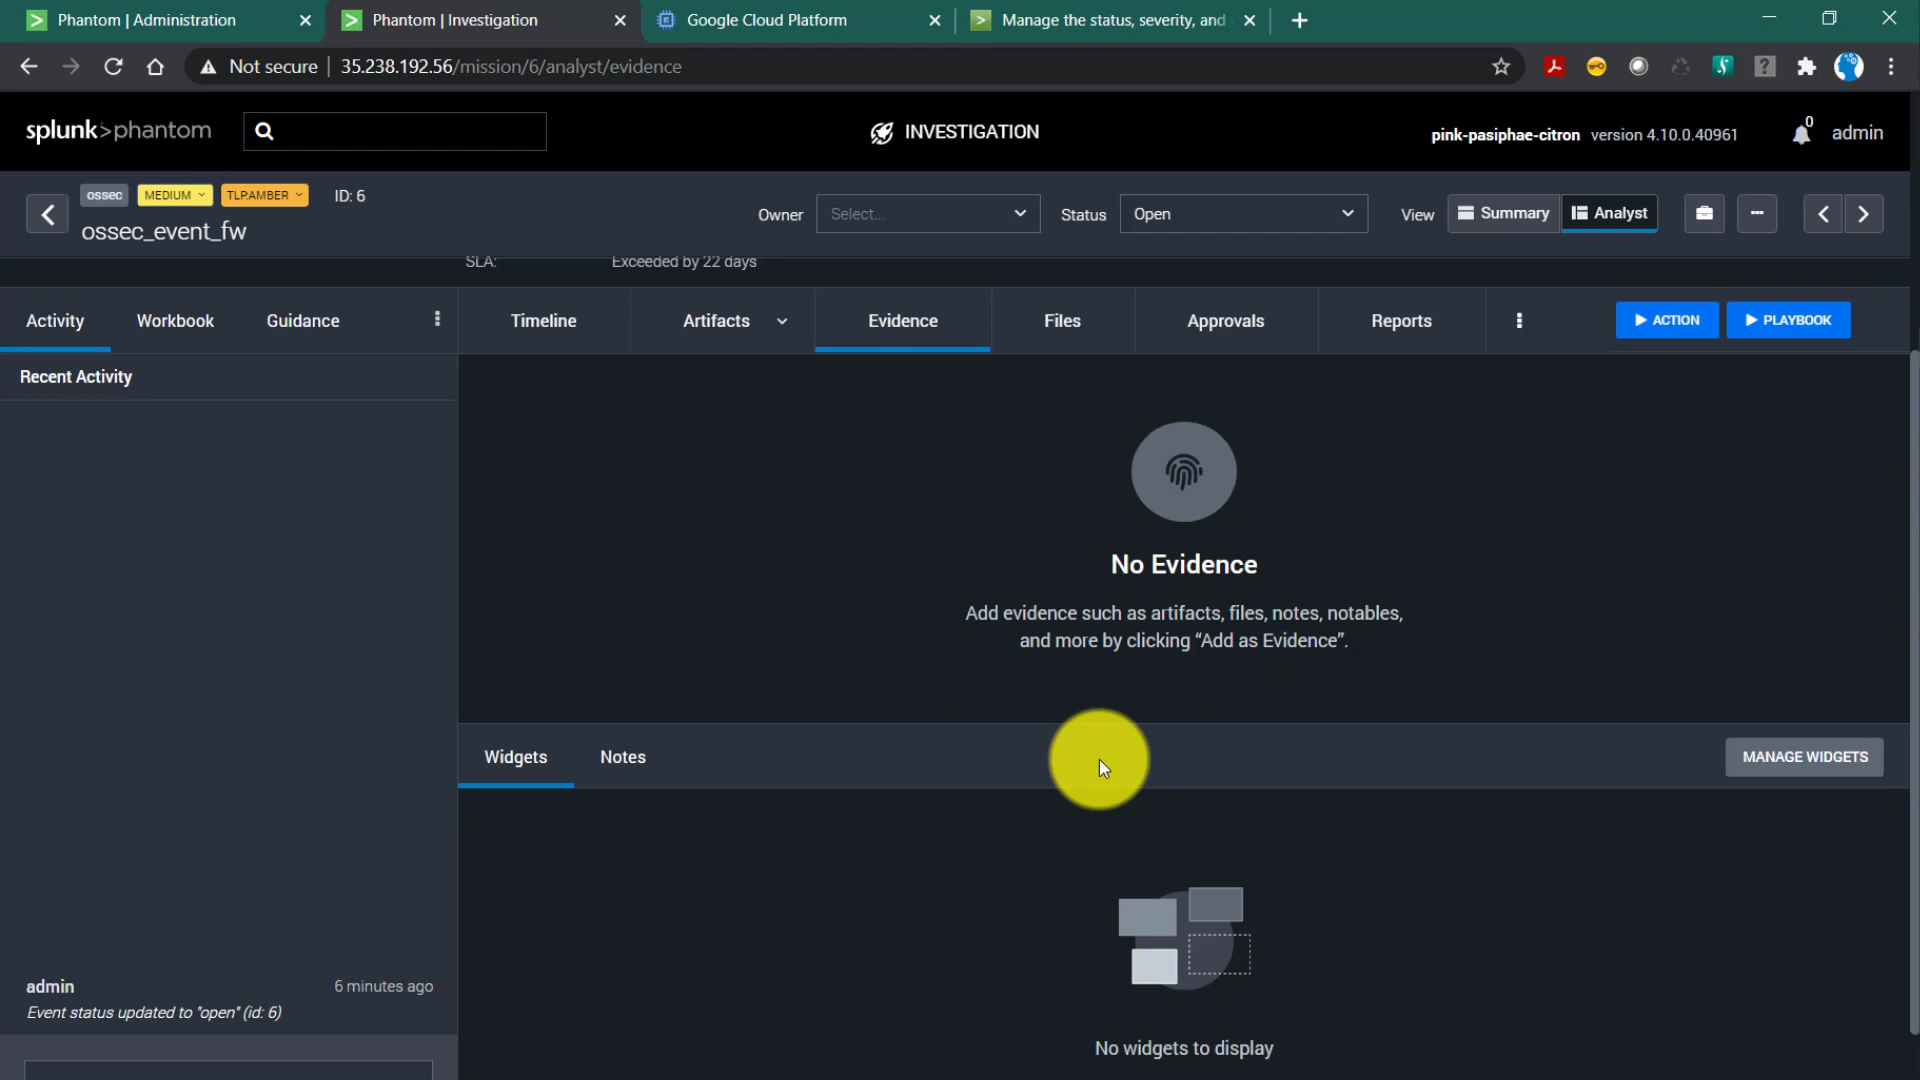 Phantom | Administration
Phantom | Investigation
Google Cloud Platform
Manage the status, severity, and
Not secure
35.238.192.56/mission/6/analyst/evidence
splunk>phantom
INVESTIGATION
pink-pasiphae-citron version 4.10.0.40961
0
admin
ossec
MEDIUM
TLP:AMBER
ID: 6
ossec_event_fw
Owner
Select...
Status
Open
View
Summary
Analyst
SLA:
Exceeded by 22 days
Activity
Workbook
Guidance
Timeline
Artifacts
Evidence
Files
Approvals
Reports
ACTION
PLAYBOOK
Recent Activity
No Evidence
Add evidence such as artifacts, files, notes, notables,
and more by clicking “Add as Evidence”.
Widgets
Notes
MANAGE WIDGETS
admin
6 minutes ago
Event status updated to "open" (id: 6)
No widgets to display